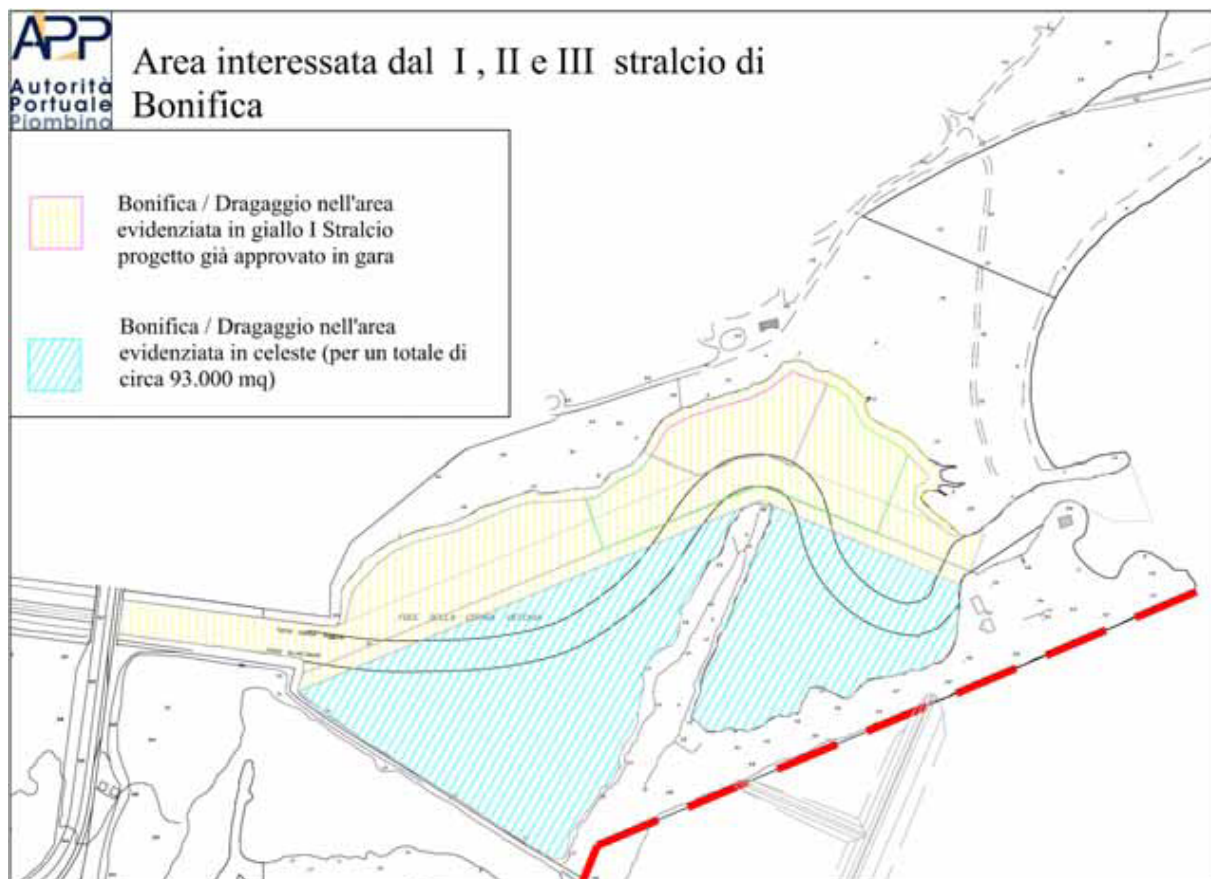 APP
Autorità
Portuale
Piombino
Area interessata dal I , II e III stralcio di
Bonifica
Bonifica / Dragaggio nell'area
evidenziata in giallo I Stralcio
progetto già approvato in gara
Bonifica / Dragaggio nell'area
evidenziata in celeste (per un totale di
circa 93.000 mq)